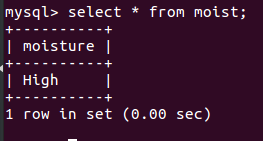 mysql> select * from moist;
+----------+
| moisture |
+----------+
| High     |
+----------+
1 row in set (0.00 sec)